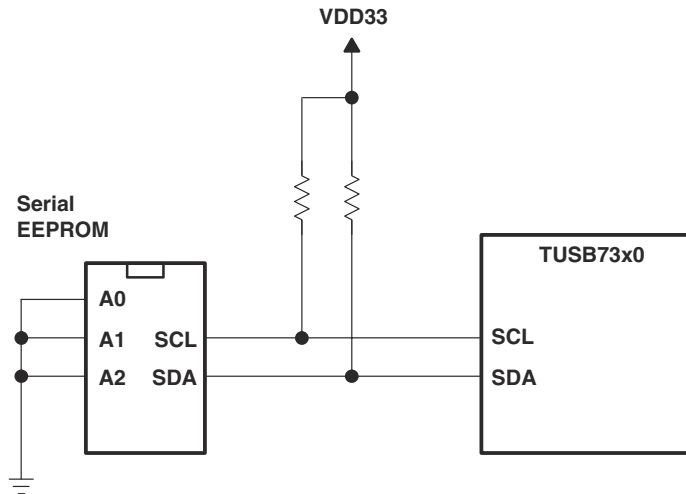 VDD33
Serial
EEPROM
TUSB73x0
A0
A1 SCL
A2 SDA
SCL
SDA